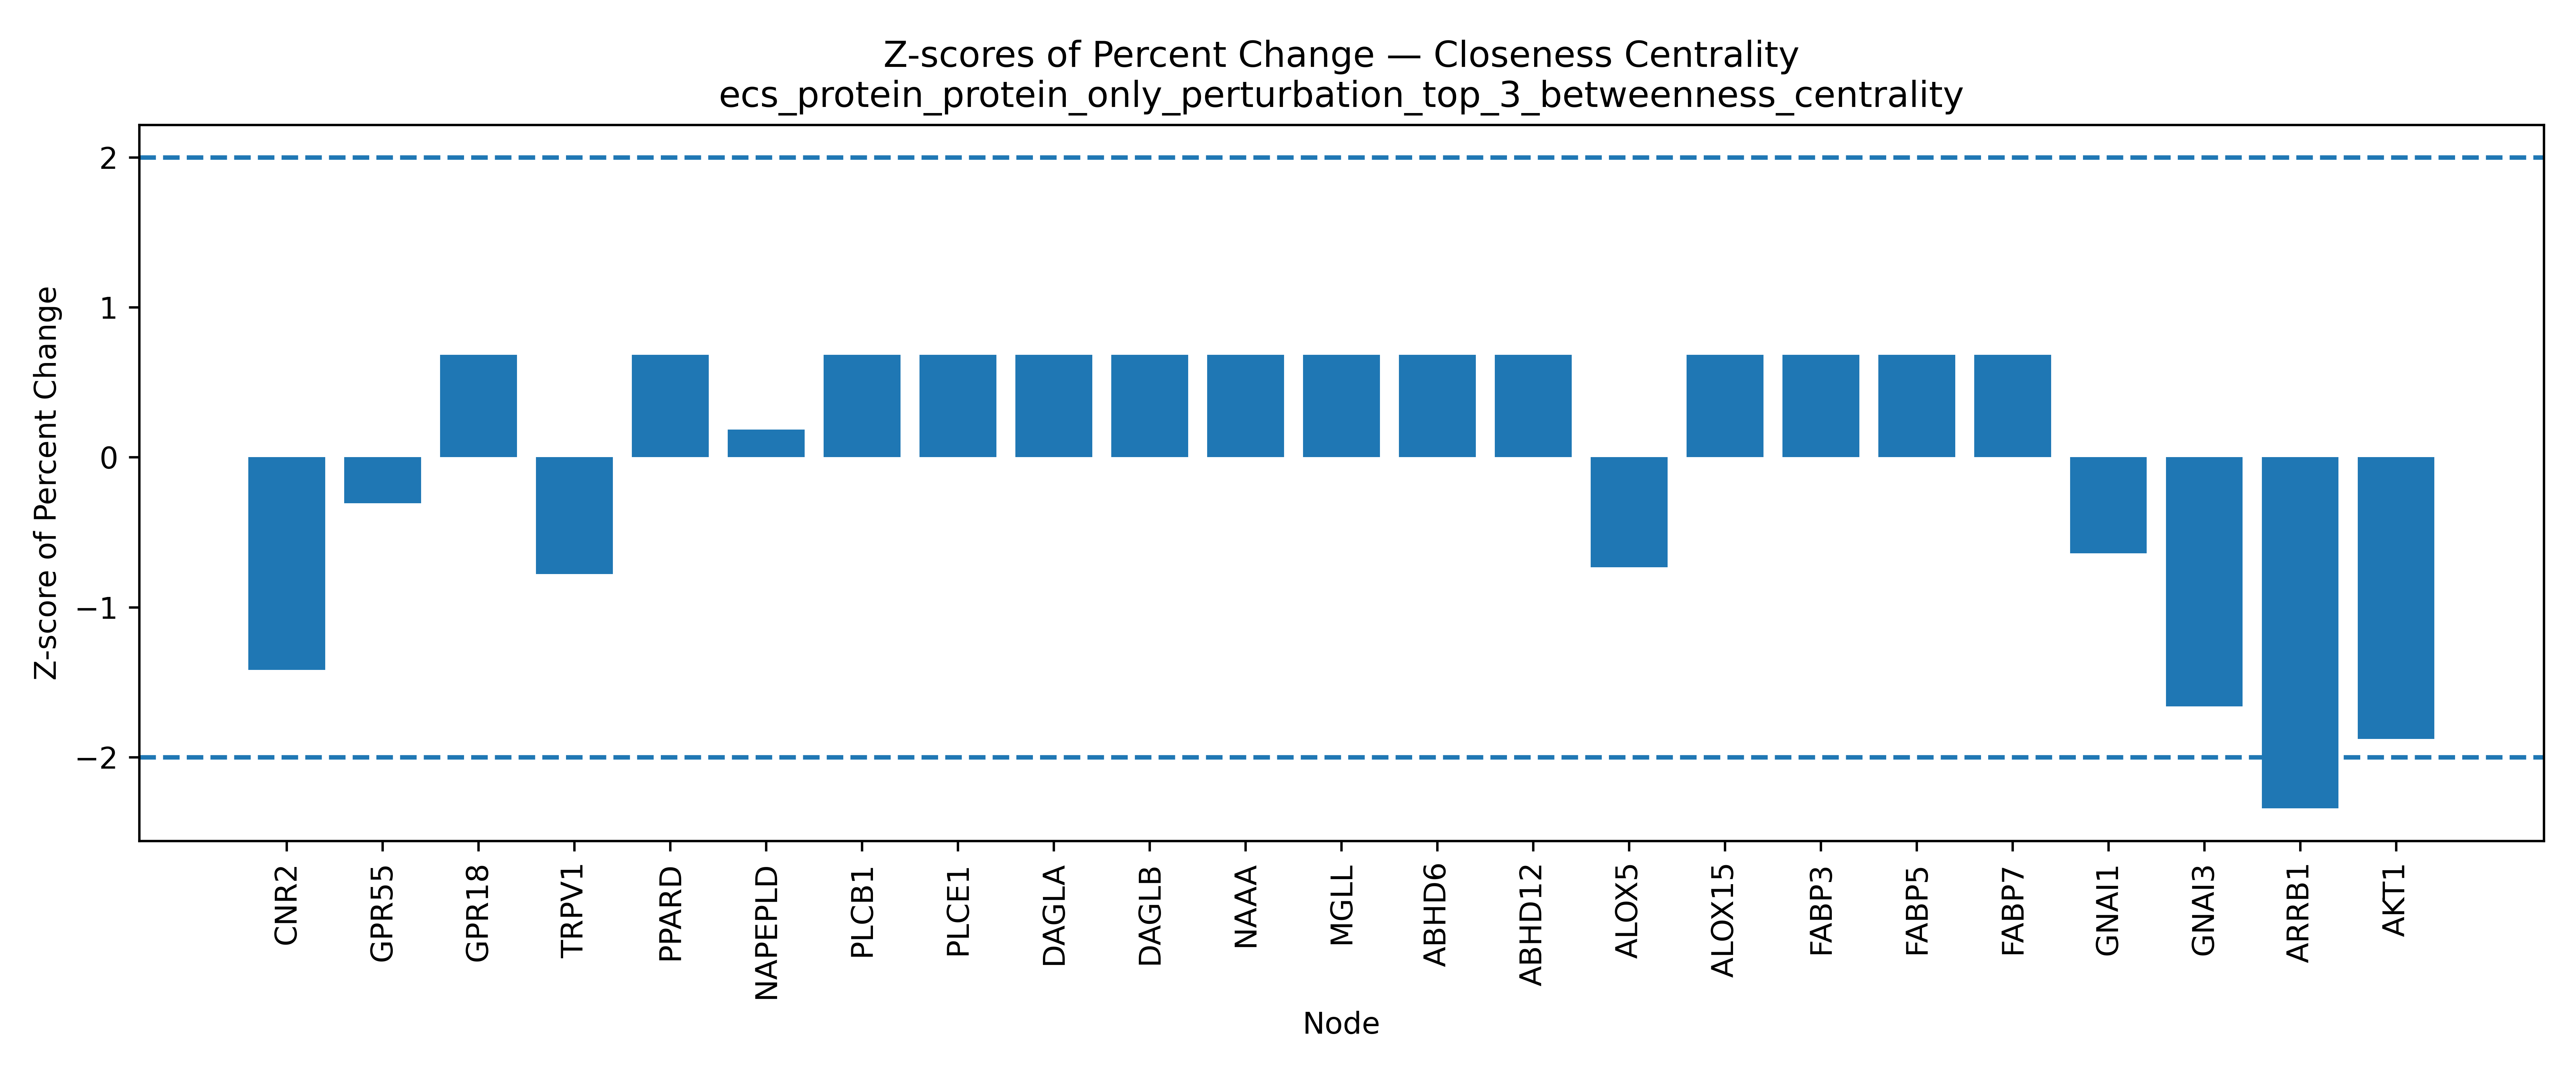 Z-scores of Percent Change — Closeness Centrality
ecs_protein_protein_only_perturbation_top_3_betweenness_centrality
Z-score of Percent Change
2
1
0
−1
−2
CNR2
GPR55
GPR18
TRPV1
PPARD
NAPEPLD
PLCB1
PLCE1
DAGLA
DAGLB
NAAA
MGLL
ABHD6
ABHD12
ALOX5
ALOX15
FABP3
FABP5
FABP7
GNAI1
GNAI3
ARRB1
AKT1
Node